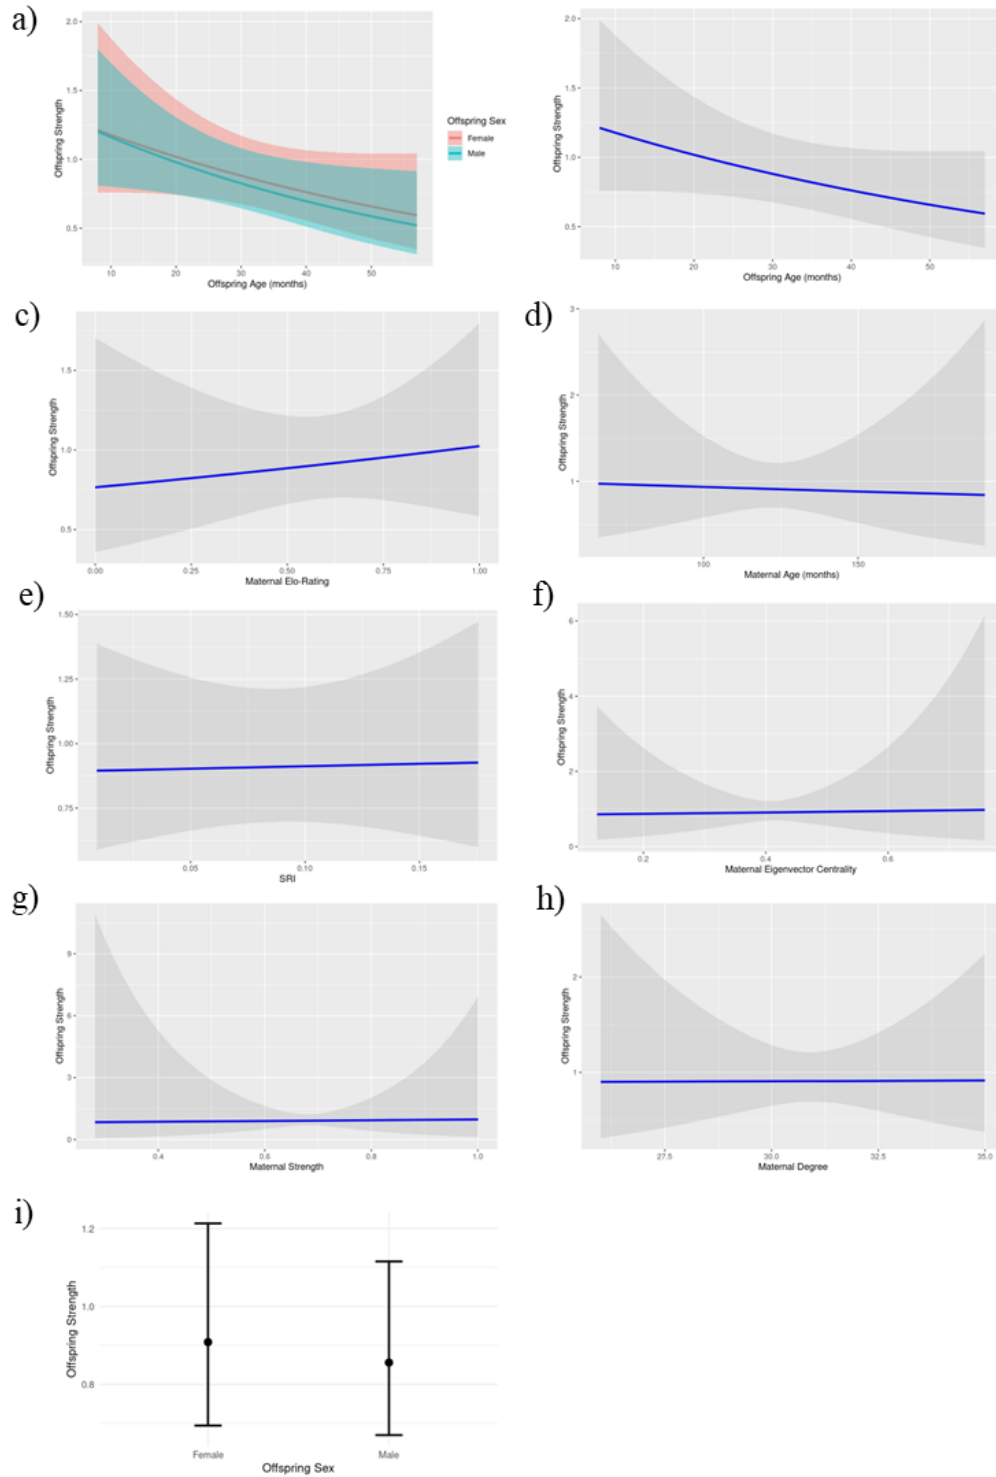 a)
2.0
1.5
1.0
0.5
Offspring Strength
10 20 30 40 50
Offspring Age (months)
Offspring Sex
Female
Male
2.0
1.5
1.0
0.5
Offspring Strength
10 20 30 40 50
Offspring Age (months)
c)
1.5
1.0
0.5
Offspring Strength
0.00 0.25 0.50 0.75 1.00
Maternal Elo-Rating
d)
3
2
1
Offspring Strength
100 150
Maternal Age (months)
e)
1.50
1.25
1.00
0.75
Offspring Strength
0.05 0.10 0.15
SRI
f)
6
4
2
0
Offspring Strength
0.2 0.4 0.6
Maternal Eigenvector Centrality
g)
9
6
3
0
Offspring Strength
0.4 0.6 0.8 1.0
Maternal Strength
h)
2
1
Offspring Strength
27.5 30.0 32.5 35.0
Maternal Degree
i)
1.2
1.0
0.8
Offspring Strength
Female Male
Offspring Sex